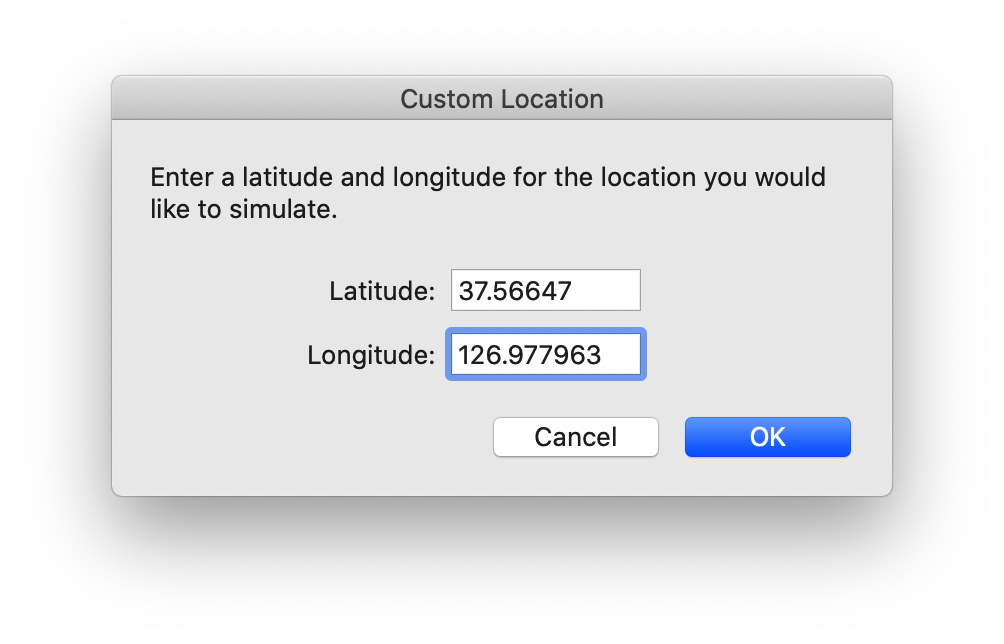 Custom Location
Enter a latitude and longitude for the location you would
like to simulate.
Latitude: 37.56647
Longitude: 126.977963
Cancel OK